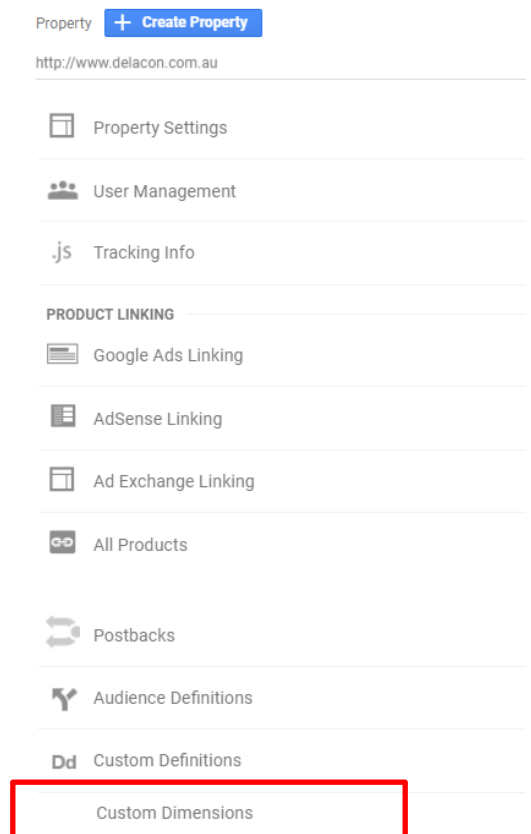 Property + Create Property
http://www.delacon.com.au
Property Settings
User Management
.js Tracking Info
PRODUCT LINKING
Google Ads Linking
AdSense Linking
Ad Exchange Linking
All Products
Postbacks
Audience Definitions
Dd Custom Definitions
Custom Dimensions